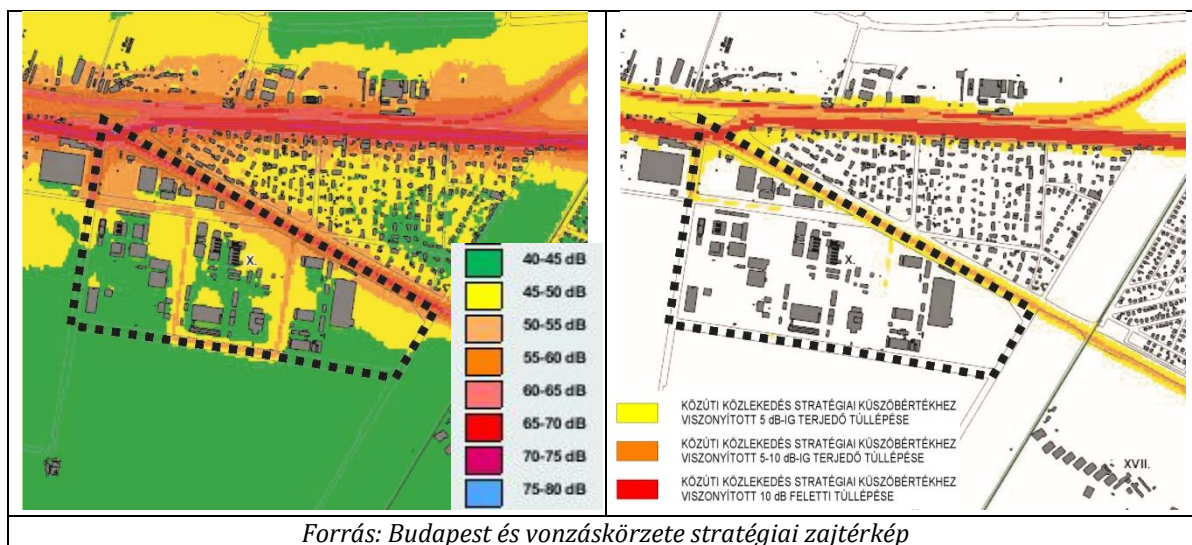 X.
40-45 dB
45-50 dB
50-55 dB
55-60 dB
60-65 dB
65-70 dB
70-75 dB
75-80 dB
X.
KÖZÚTI KÖZLEKEDÉS STRATÉGIAI KÜSZÖBÉRTÉKHEZ
VISZONYÍTOTT 5 dB-IG TERJEDŐ TÚLLÉPÉSE
KÖZÚTI KÖZLEKEDÉS STRATÉGIAI KÜSZÖBÉRTÉKHEZ
VISZONYÍTOTT 5-10 dB-IG TERJEDŐ TÚLLÉPÉSE
KÖZÚTI KÖZLEKEDÉS STRATÉGIAI KÜSZÖBÉRTÉKHEZ
VISZONYÍTOTT 10 dB FELETTI TÚLLÉPÉSE
XVII.
Forrás: Budapest és vonzáskörzete stratégiai zajtérkép